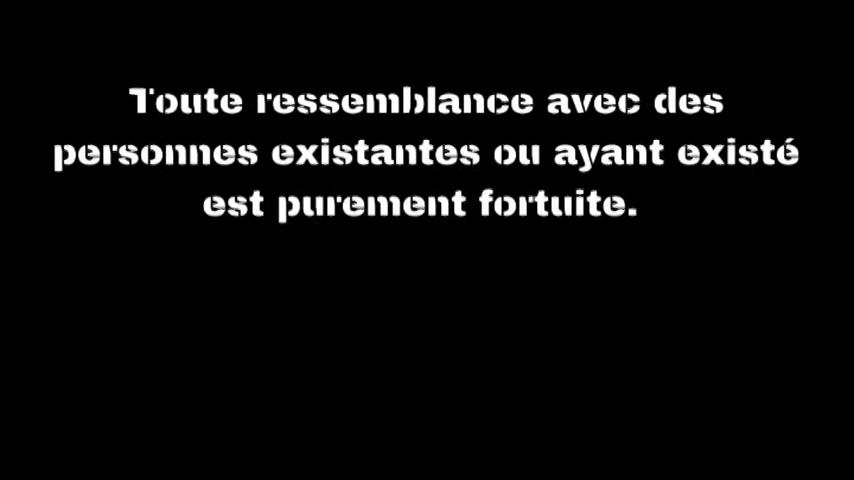 Toute ressemblance avec des
personnes existantes ou ayant existé
est purement fortuite.